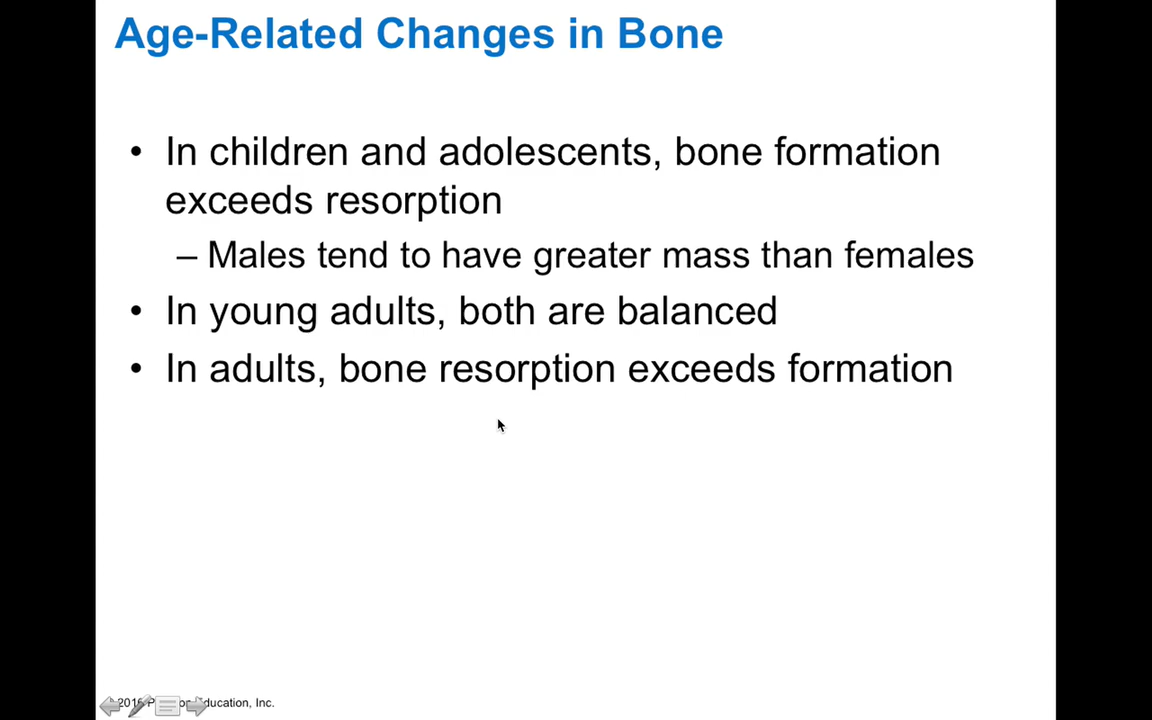 Age-Related Changes in Bone
• In children and adolescents, bone formation
exceeds resorption
– Males tend to have greater mass than females
• In young adults, both are balanced
• In adults, bone resorption exceeds formation
Inc.